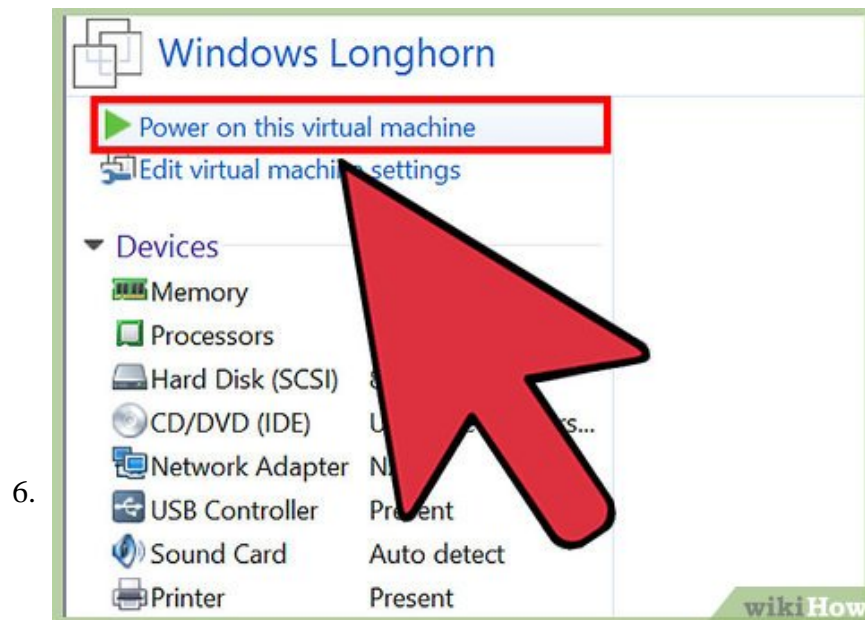 Windows Longhorn
Power on this virtual machine
Edit virtual machine settings
Devices
Memory
Processors
Hard Disk (SCSI)
CD/DVD (IDE)
Network Adapter
6.
USB Controller Present
Sound Card Auto detect
Printer Present
wikiHow